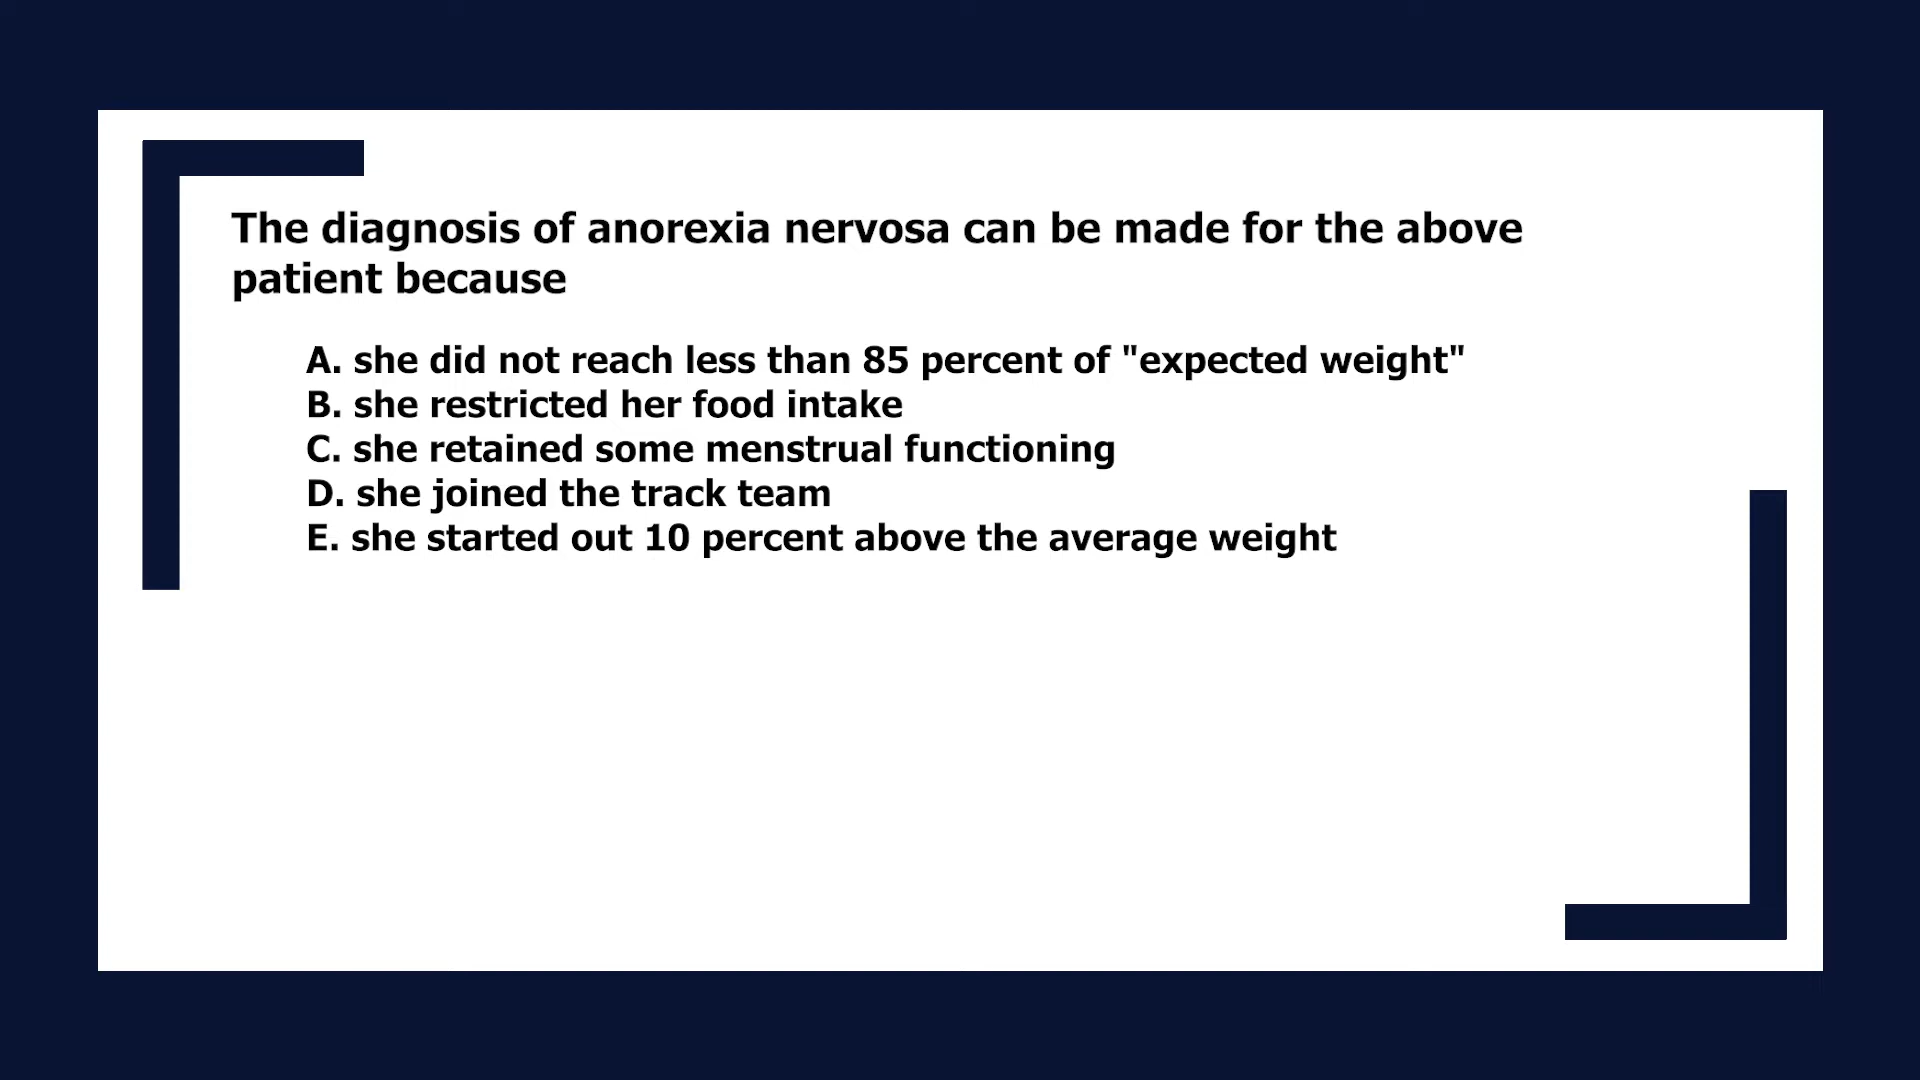 The diagnosis of anorexia nervosa can be made for the above
patient because
A. she did not reach less than 85 percent of "expected weight"
B. she restricted her food intake
C. she retained some menstrual functioning
D. she joined the track team
E. she started out 10 percent above the average weight